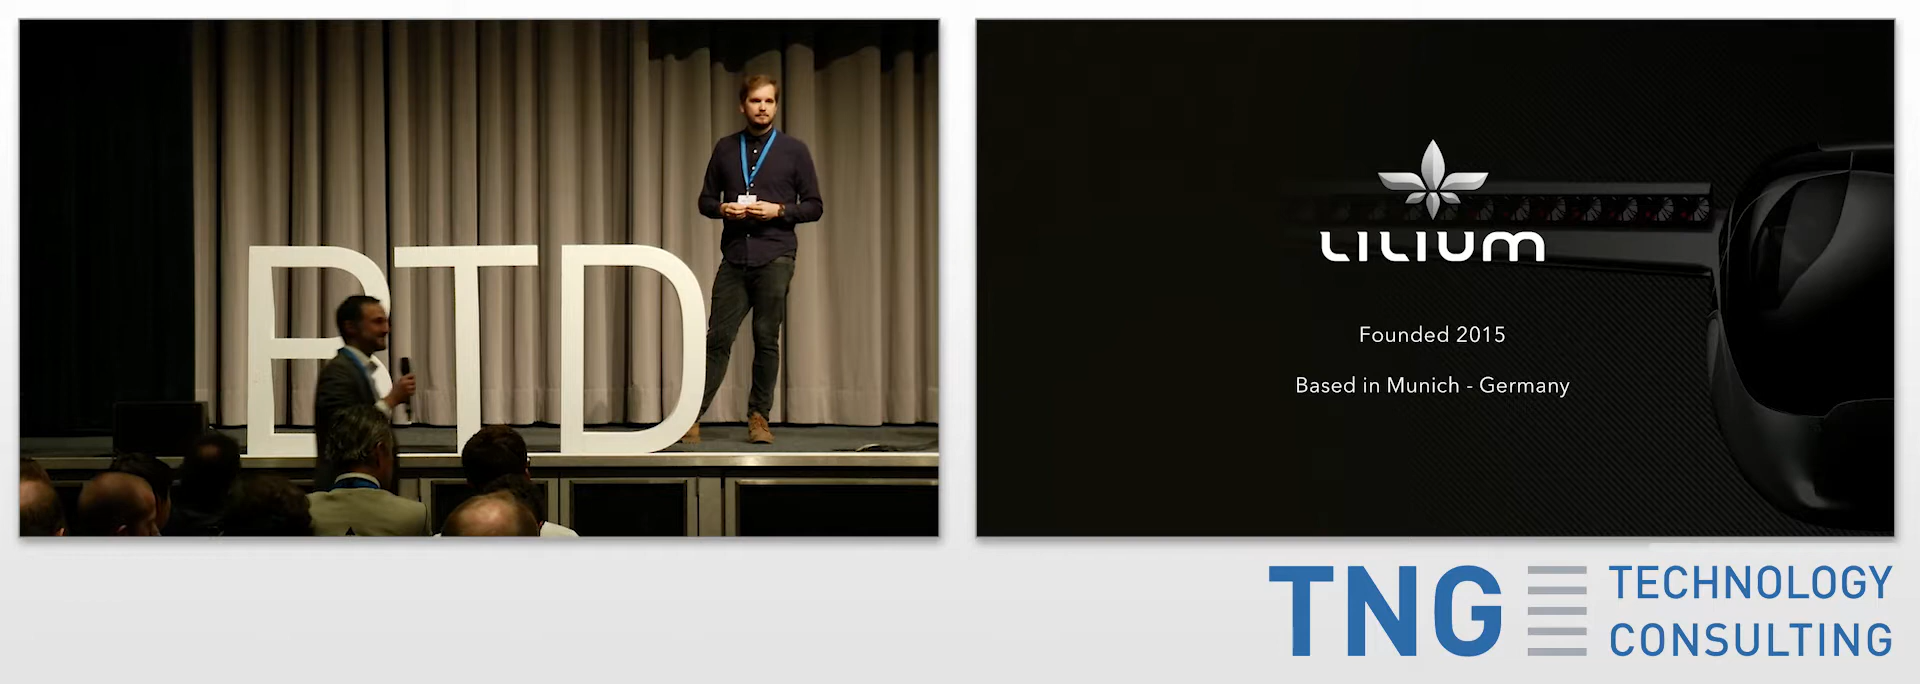 BTD
LILIUM
Founded 2015
Based in Munich - Germany
TNG TECHNOLOGY
CONSULTING